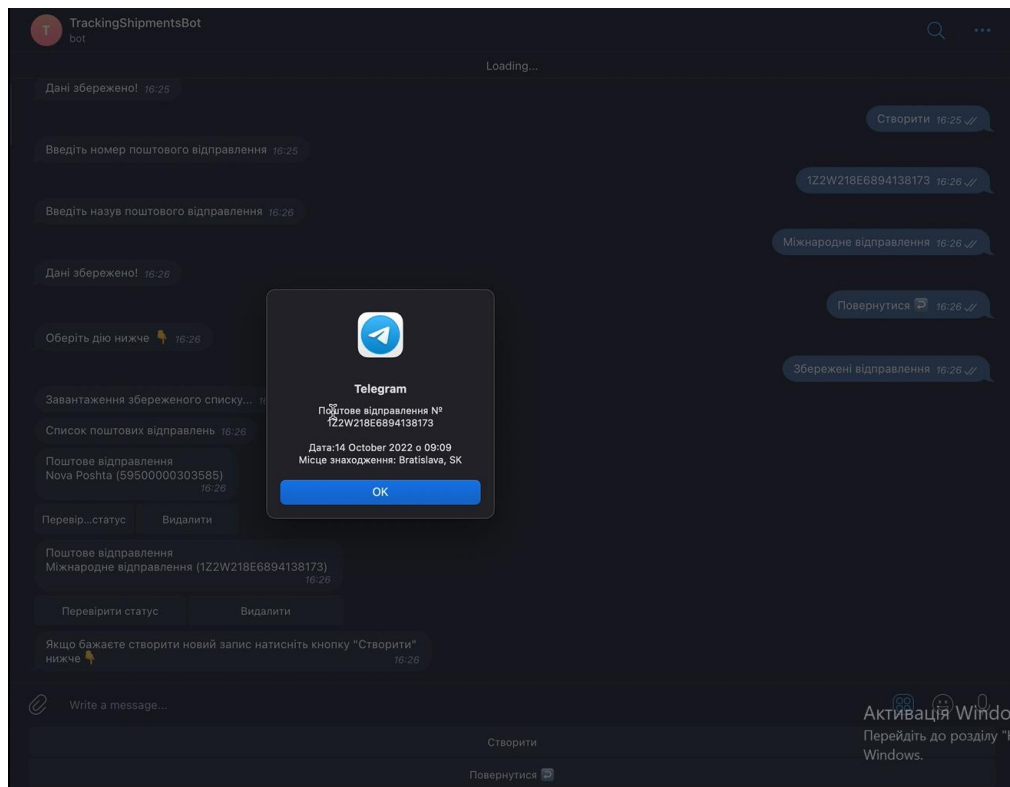 T
TrackingShipmentsBot
bot
Loading...
Дані збережено! 16:25
Створити 16:25
Введіть номер поштового відправлення 16:25
1Z2W218E6894138173 16:26
Введіть назув поштового відправлення 16:26
Міжнародне відправлення 16:26
Дані збережено! 16:26
Повернутися 16:26
Оберіть дію нижче 👇 16:26
Збережені відправлення 16:26
Завантаження збереженого списку...
Список поштових відправлень 16:26
Поштове відправлення
Nova Poshta (59500000303585)
16:26
Перевір...статус Видалити
Поштове відправлення
Міжнародне відправлення (1Z2W218E6894138173)
16:26
Перевірити статус Видалити
Якщо бажаєте створити новий запис натисніть кнопку "Створити"
нижче 👇 16:26
Telegram
Поштове відправлення №
1Z2W218E6894138173
Дата:14 October 2022 о 09:09
Місце знаходження: Bratislava, SK
OK
Write a message...
Створити
Повернутися
Активація Windo
Перейдіть до розділу
Windows.